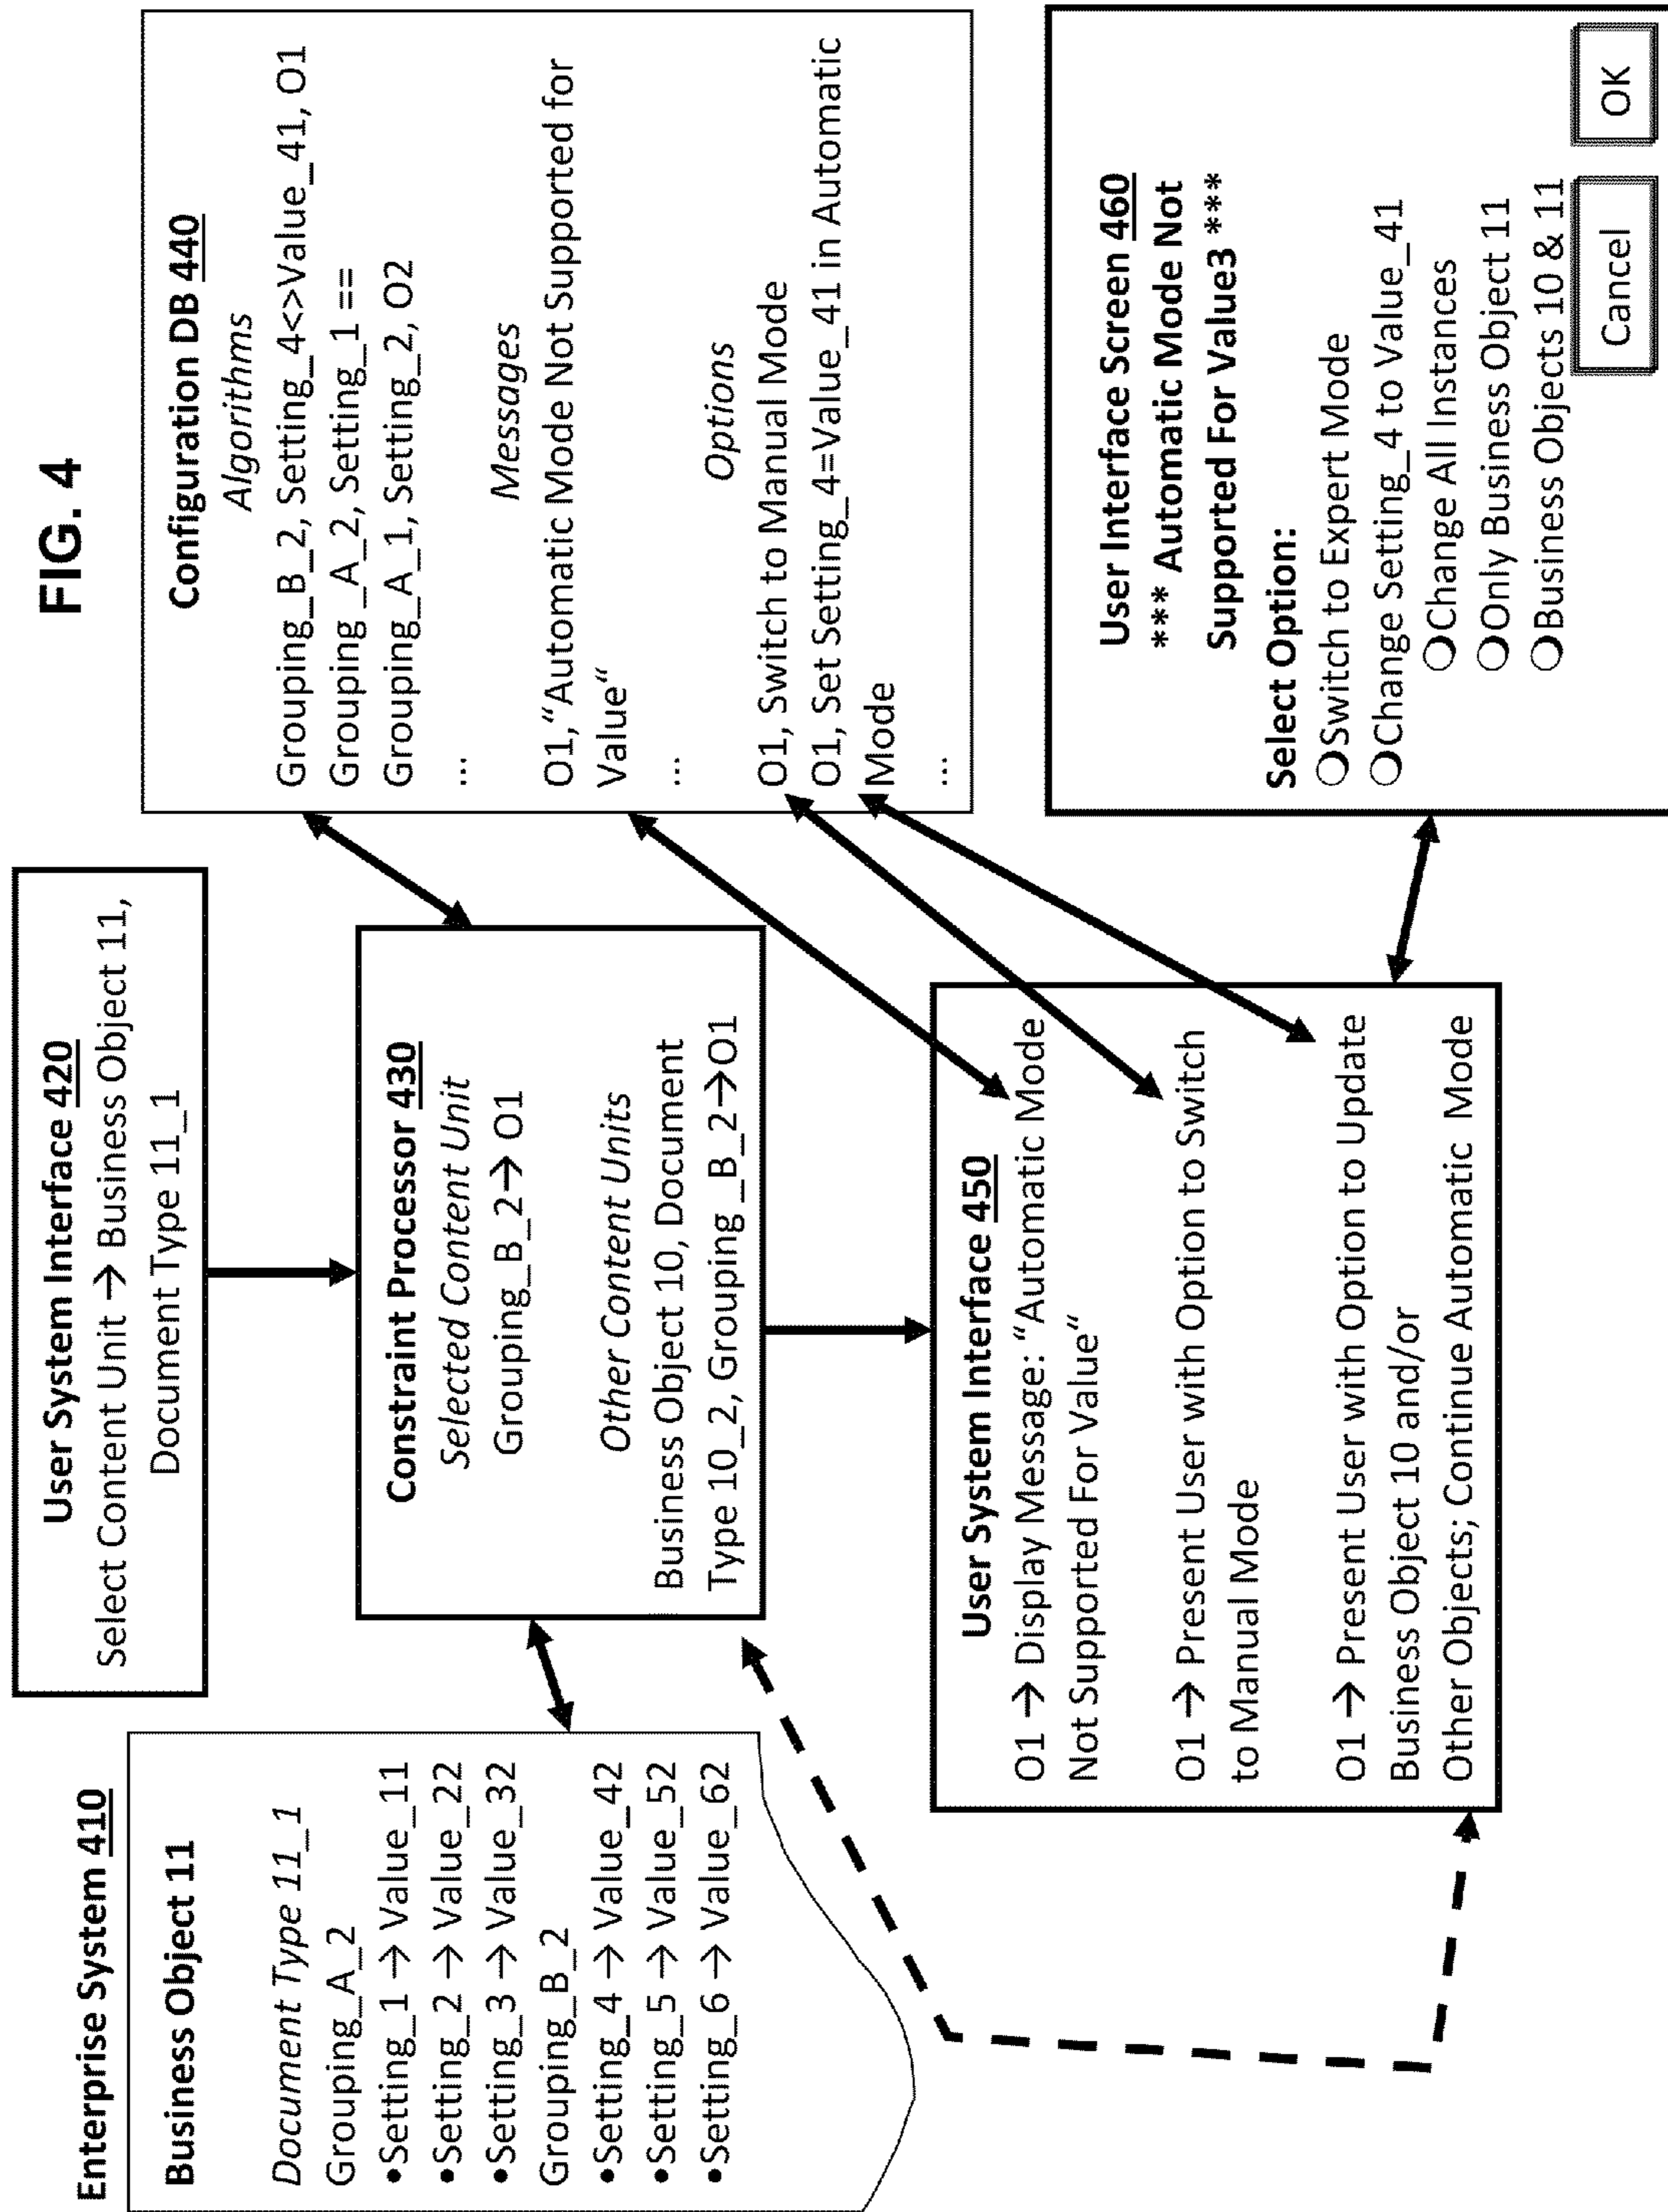 FIG. 4
Enterprise System 410
Business Object 11
Document Type 11_1
Grouping_A_2
•Setting_1 → Value_11
•Setting_2 → Value_22
•Setting_3 → Value_32
Grouping_B_2
•Setting_4 → Value_42
•Setting_5 → Value_52
•Setting_6 → Value_62
User System Interface 420
Select Content Unit → Business Object 11,
Document Type 11_1
Constraint Processor 430
Selected Content Unit
Grouping_B_2→ O1
Other Content Units
Business Object 10, Document
Type 10_2, Grouping _B_2→O1
Configuration DB 440
Algorithms
Grouping_B_2, Setting_4<>Value_41, O1
Grouping _A_2, Setting_1 ==
Grouping_A_1, Setting_2, O2
...
Messages
O1,“Automatic Mode Not Supported for
Value“
...
Options
O1, Switch to Manual Mode
O1, Set Setting_4=Value_41 in Automatic
Mode
...
User System Interface 450
O1 → Display Message: “Automatic Mode
Not Supported For Value“
O1 → Present User with Option to Switch
to Manual Mode
O1 → Present User with Option to Update
Business Object 10 and/or
Other Objects; Continue Automatic Mode
User Interface Screen 460
*** Automatic Mode Not
Supported For Value3 ***
Select Option:
Switch to Expert Mode
Change Setting_4 to Value_41
Change All Instances
Only Business Object 11
Business Objects 10 & 11
Cancel
OK